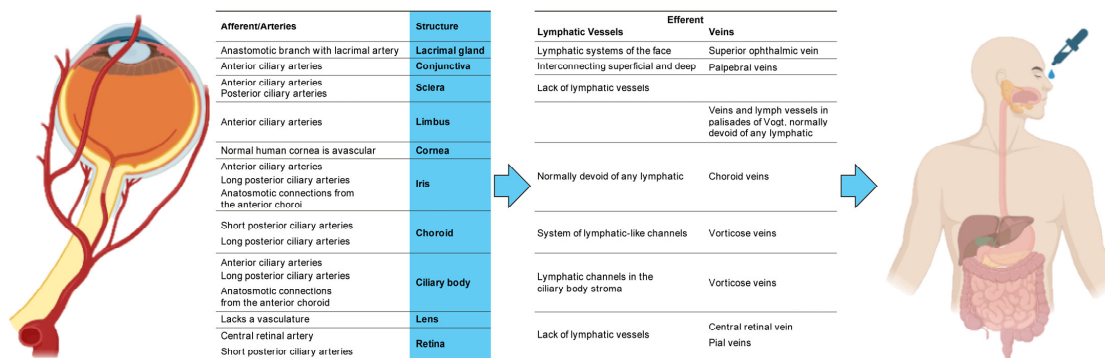 Afferent/Arteries Structure
Anastomotic branch with lacrimal artery Lacrimal gland
Anterior ciliary arteries Conjunctiva
Anterior ciliary arteries
Posterior ciliary arteries
Sclera
Anterior ciliary arteries Limbus
Normal human cornea is avascular Cornea
Anterior ciliary arteries
Long posterior ciliary arteries
Anatosmotic connections from
the anterior choroi
Iris
Short posterior ciliary arteries
Long posterior ciliary arteries
Choroid
Anterior ciliary arteries
Long posterior ciliary arteries
Anatosmotic connections
from the anterior choroid
Ciliary body
Lacks a vasculature Lens
Central retinal artery
Short posterior ciliary arteries
Retina
Efferent
Lymphatic Vessels Veins
Lymphatic systems of the face Superior ophthalmic vein
Interconnecting superficial and deep Palpebral veins
Lack of lymphatic vessels
Veins and lymph vessels in
palisades of Vogt. normally
devoid of any lymphatic
Normally devoid of any lymphatic Choroid veins
System of lymphatic-like channels Vorticose veins
Lymphatic channels in the
ciliary body stroma
Vorticose veins
Lack of lymphatic vessels
Central retinal vein
Pial veins